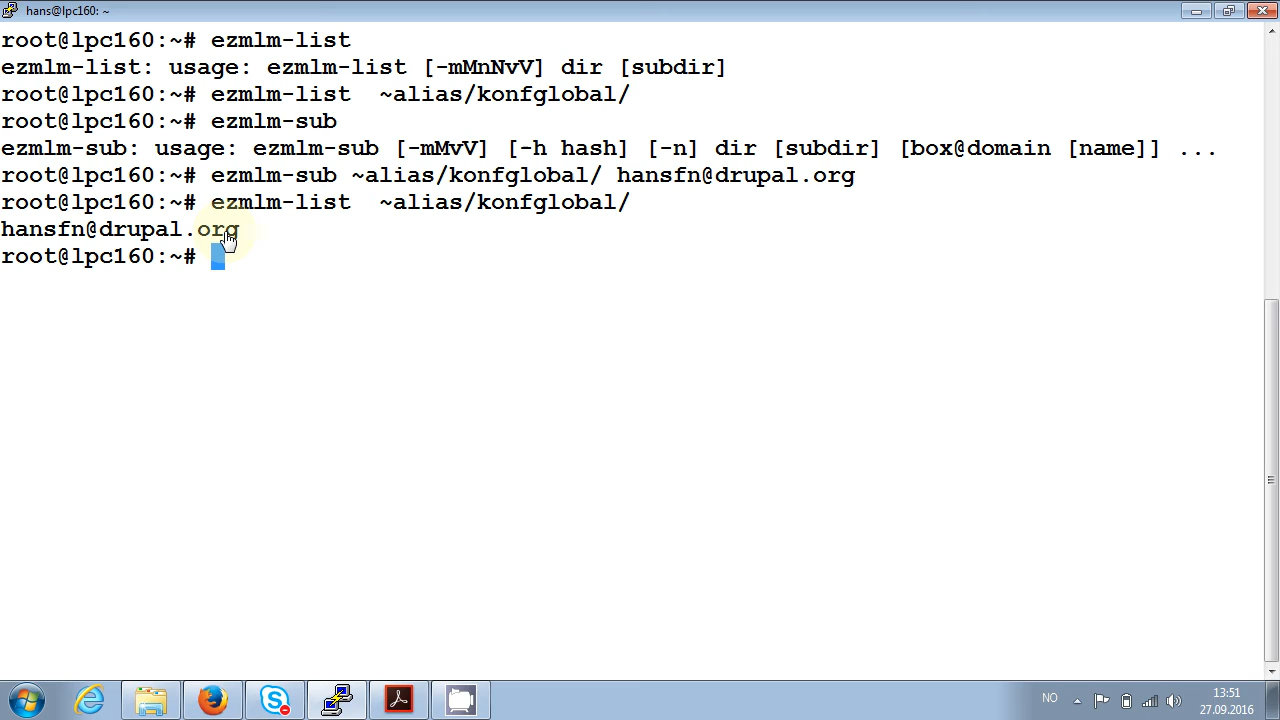 hans@lpc160: ~
root@lpc160:~# ezmlm-list
ezmlm-list: usage: ezmlm-list [-mMnNvV] dir [subdir]
root@lpc160:~# ezmlm-list  ~alias/konfglobal/
root@lpc160:~# ezmlm-sub
ezmlm-sub: usage: ezmlm-sub [-mMvV] [-h hash] [-n] dir [subdir] [box@domain [name]] ...
root@lpc160:~# ezmlm-sub ~alias/konfglobal/ hansfn@drupal.org
root@lpc160:~# ezmlm-list  ~alias/konfglobal/
hansfn@drupal.org
root@lpc160:~#
NO
13:51
27.09.2016